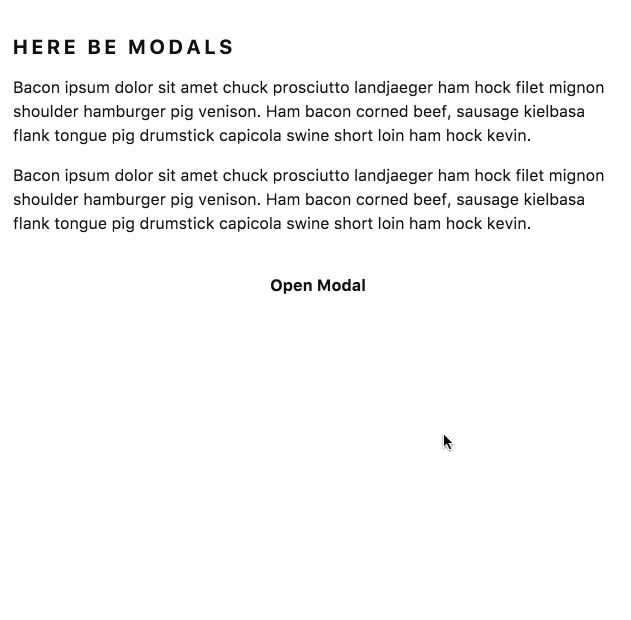 HERE BE MODALS
Bacon ipsum dolor sit amet chuck prosciutto landjaeger ham hock filet mignon
shoulder hamburger pig venison. Ham bacon corned beef, sausage kielbasa
flank tongue pig drumstick capicola swine short loin ham hock kevin.
Bacon ipsum dolor sit amet chuck prosciutto landjaeger ham hock filet mignon
shoulder hamburger pig venison. Ham bacon corned beef, sausage kielbasa
flank tongue pig drumstick capicola swine short loin ham hock kevin.
Open Modal